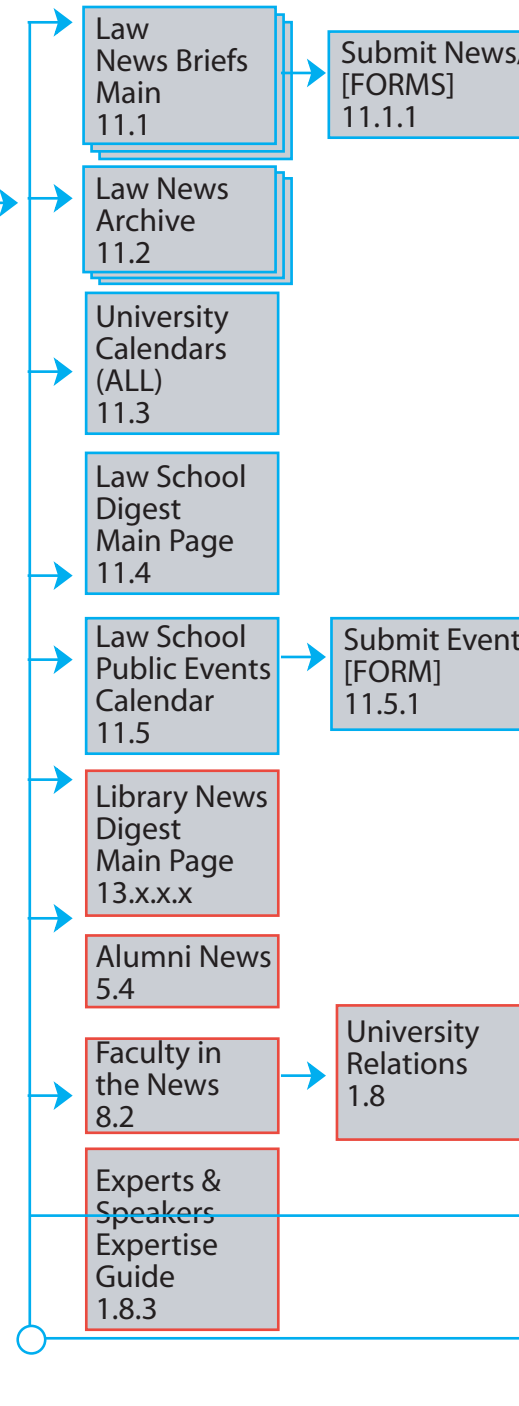 Law
News Briefs
Main
11.1
Submit News/
[FORMS]
11.1.1
Law News
Archive
11.2
University
Calendars
(ALL)
11.3
Law School
Digest
Main Page
11.4
Law School
Public Events
Calendar
11.5
Submit Event
[FORM]
11.5.1
Library News
Digest
Main Page
13.x.x.x
Alumni News
5.4
Faculty in
the News
8.2
University
Relations
1.8
Experts &
Speakers
Expertise
Guide
1.8.3